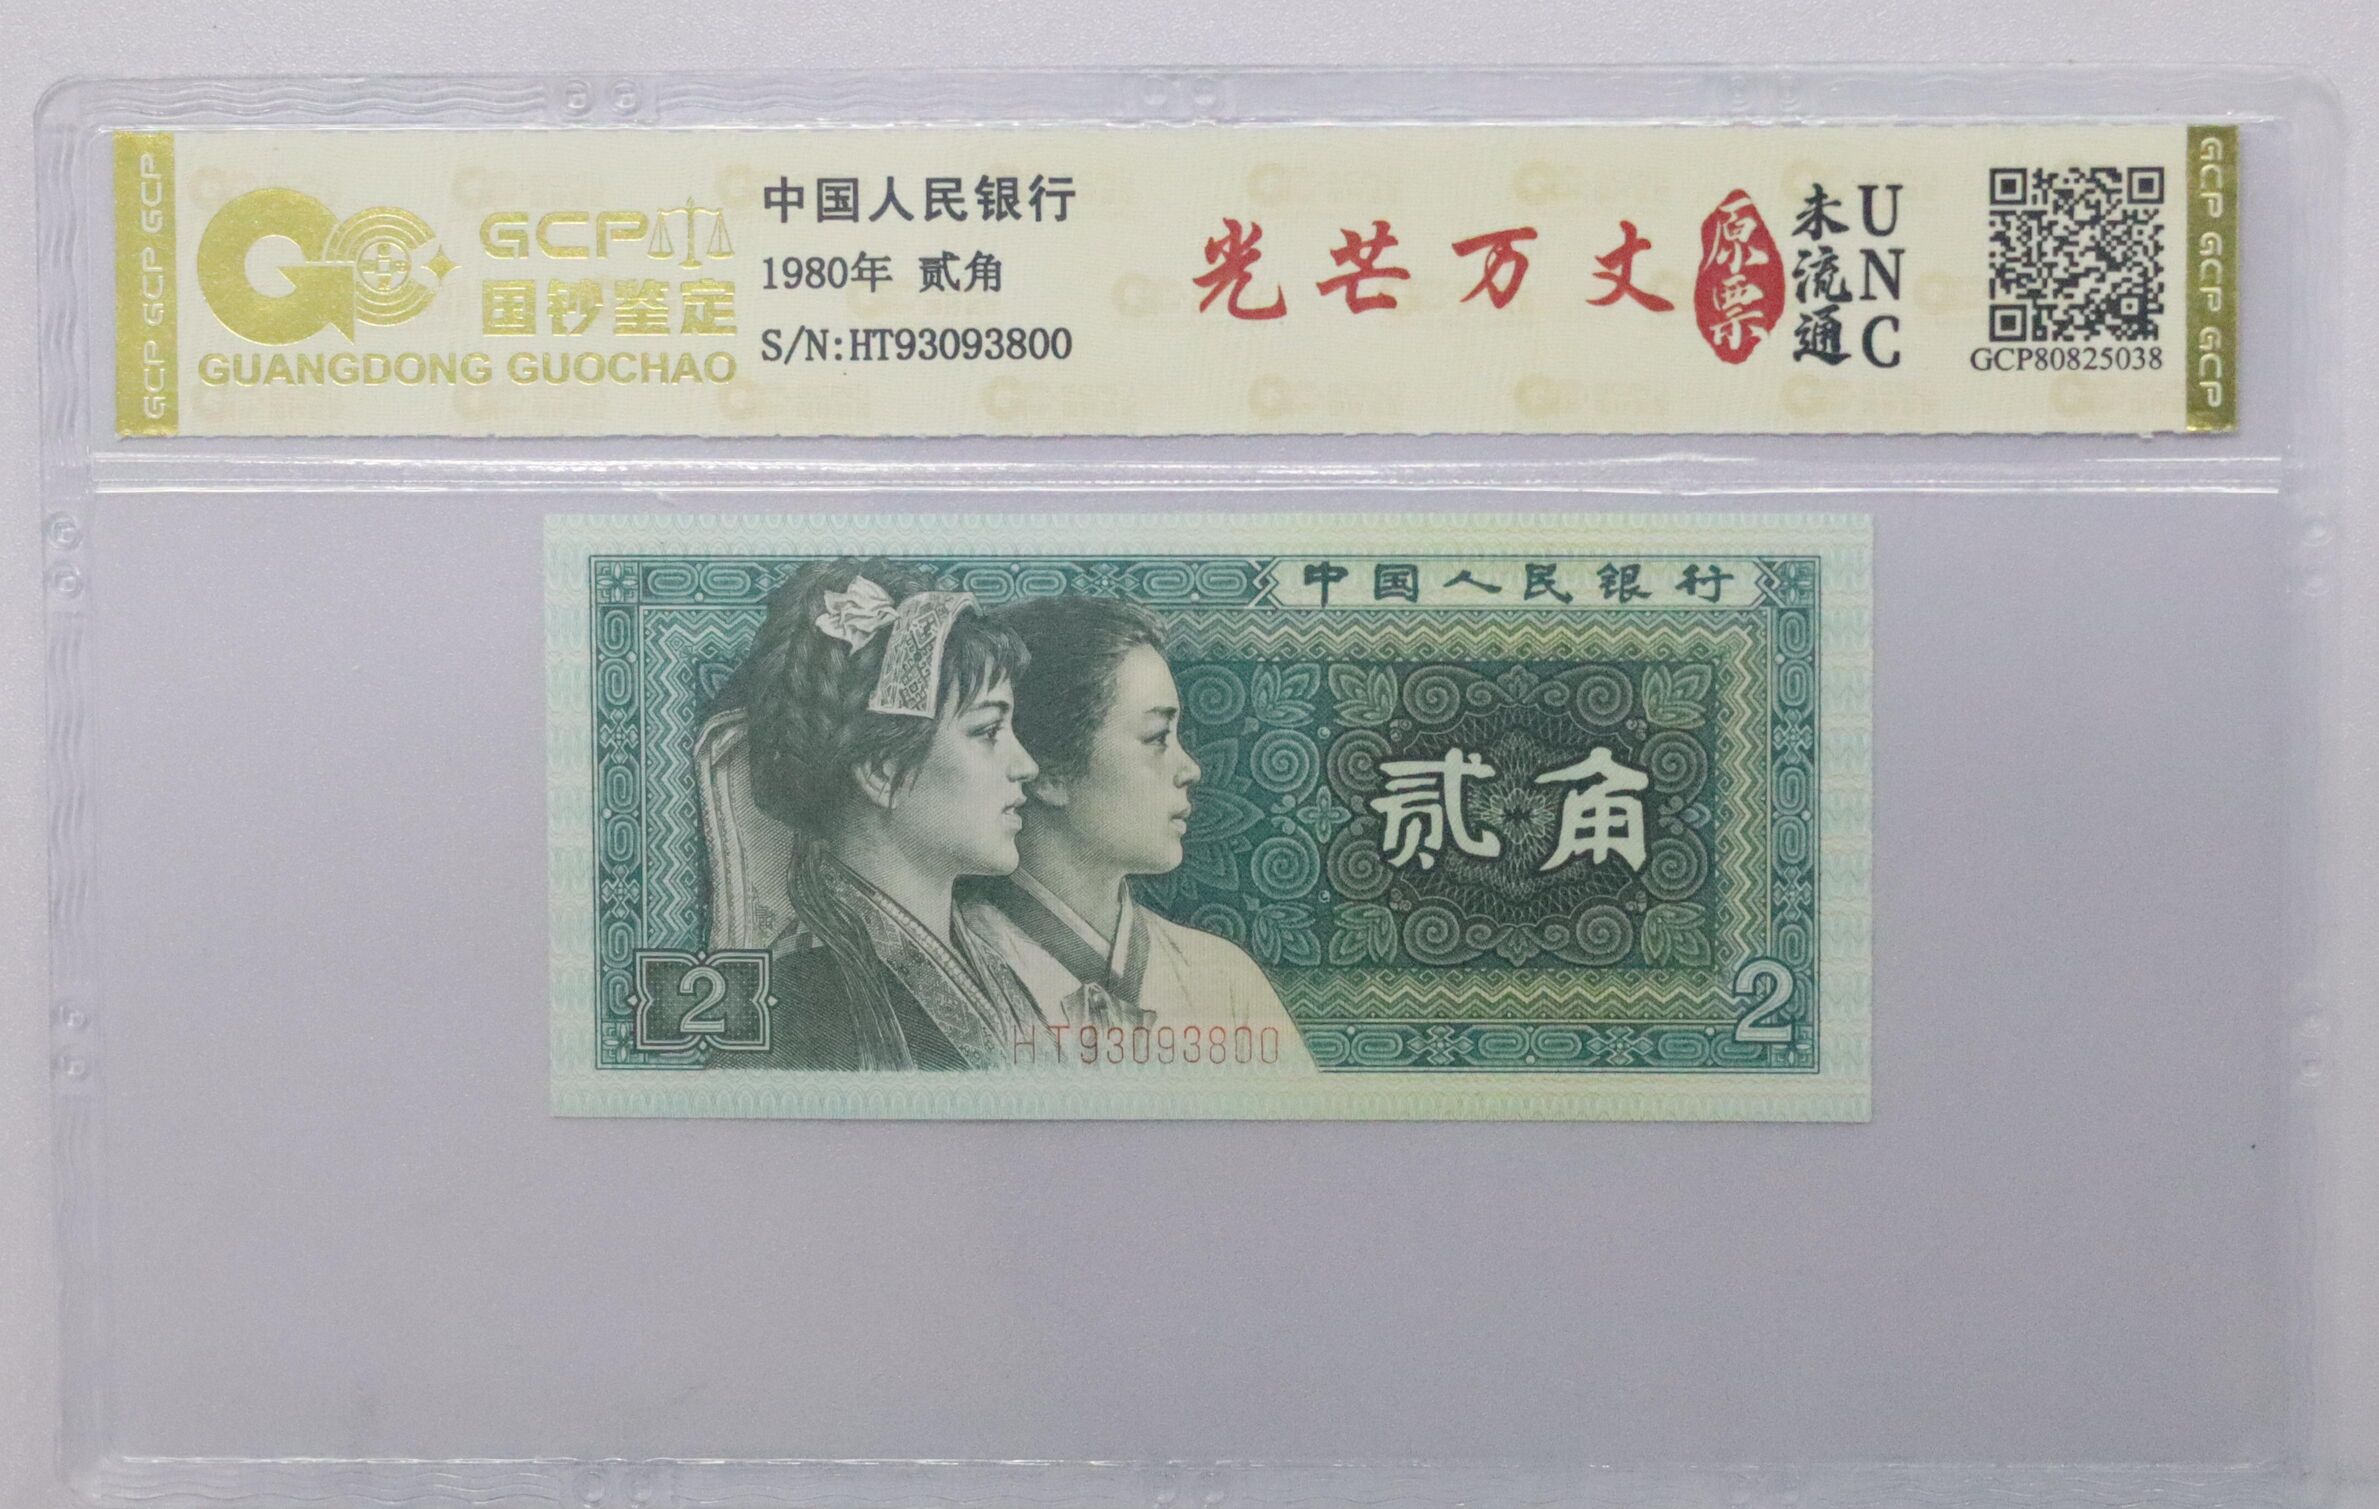 GCP GCP GCP
GCP
国钞鉴定
GUANGDONG GUOCHAO
中国人民银行
1980年 贰角
S/N:HT93093800
光芒万丈
原票
未流通
UNC
GCP80825038
GCP GCP GCP
中国人民银行
贰角
2
2
HT93093800